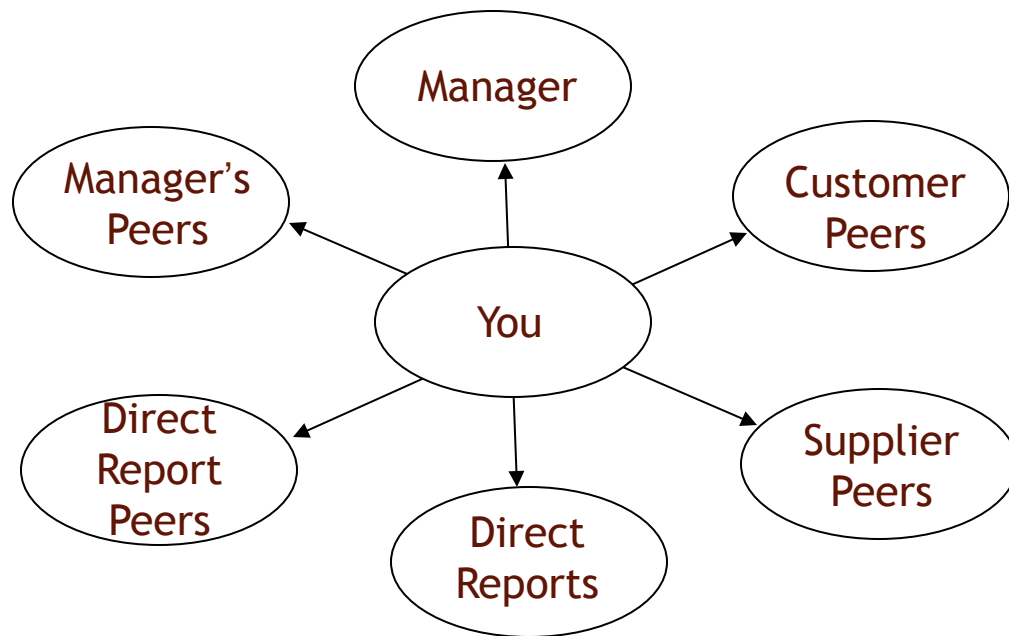 Manager
Manager’s
Peers
Customer
Peers
You
Direct
Report
Peers
Supplier
Peers
Direct
Reports